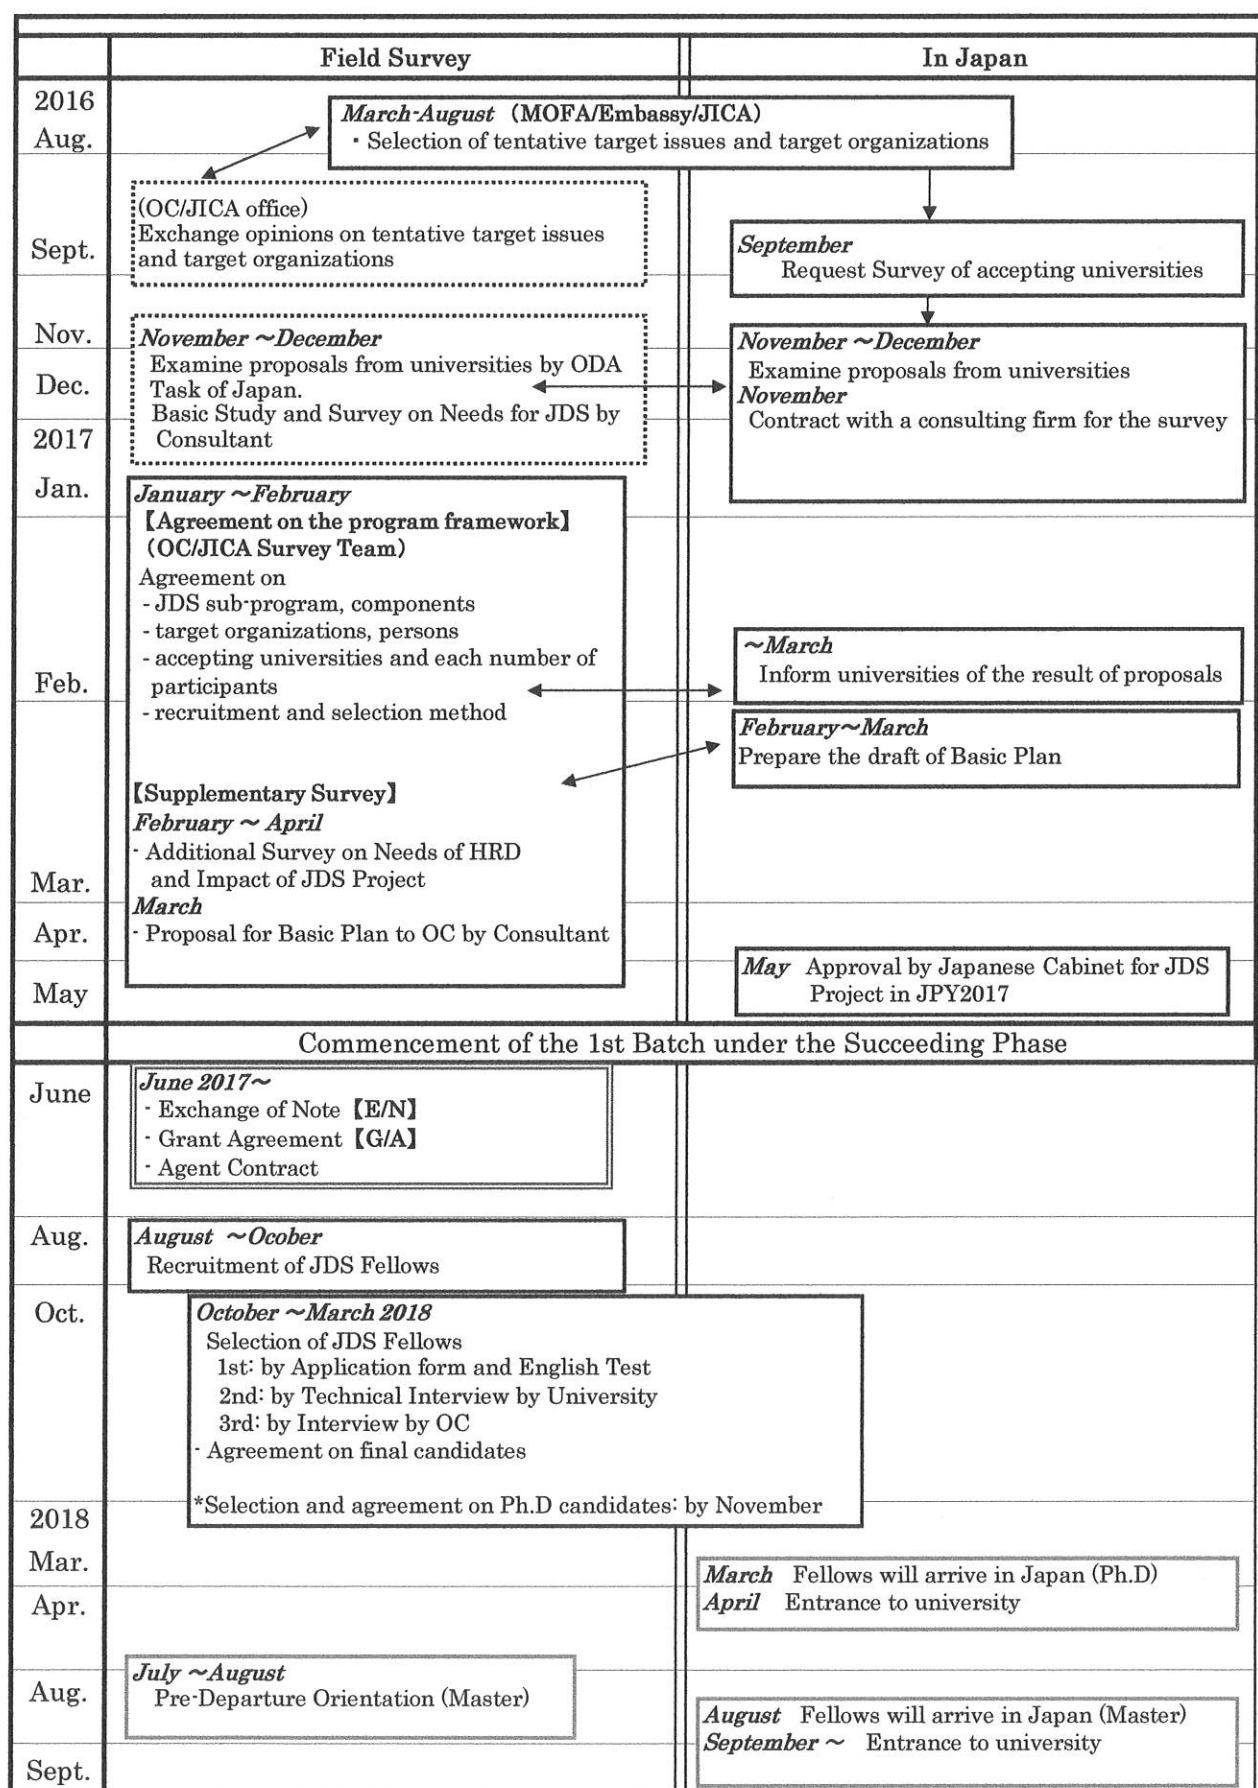 Field Survey
In Japan
2016
Aug.
March-August (MOFA/Embassy/JICA)
・Selection of tentative target issues and target organizations
Sept.
(OC/JICA office)
Exchange opinions on tentative target issues
and target organizations
September
Request Survey of accepting universities
Nov.
Dec.
2017
November ～December
Examine proposals from universities by ODA
Task of Japan.
Basic Study and Survey on Needs for JDS by
Consultant
November ～December
Examine proposals from universities
November
Contract with a consulting firm for the survey
Jan.
January ～February
【Agreement on the program framework】
(OC/JICA Survey Team)
Agreement on
- JDS sub-program, components
- target organizations, persons
- accepting universities and each number of
participants
- recruitment and selection method
Feb.
～March
Inform universities of the result of proposals
February～March
Prepare the draft of Basic Plan
【Supplementary Survey】
February ～ April
- Additional Survey on Needs of HRD
and Impact of JDS Project
Mar.
March
- Proposal for Basic Plan to OC by Consultant
Apr.
May
May Approval by Japanese Cabinet for JDS
Project in JPY2017
Commencement of the 1st Batch under the Succeeding Phase
June
June 2017～
- Exchange of Note【E/N】
- Grant Agreement【G/A】
- Agent Contract
Aug.
August ～Ocober
Recruitment of JDS Fellows
Oct.
October ～March 2018
Selection of JDS Fellows
1st: by Application form and English Test
2nd: by Technical Interview by University
3rd: by Interview by OC
- Agreement on final candidates
*Selection and agreement on Ph.D candidates: by November
2018
Mar.
Apr.
March Fellows will arrive in Japan (Ph.D)
April Entrance to university
Aug.
July ～August
Pre-Departure Orientation (Master)
August Fellows will arrive in Japan (Master)
September ～ Entrance to university
Sept.